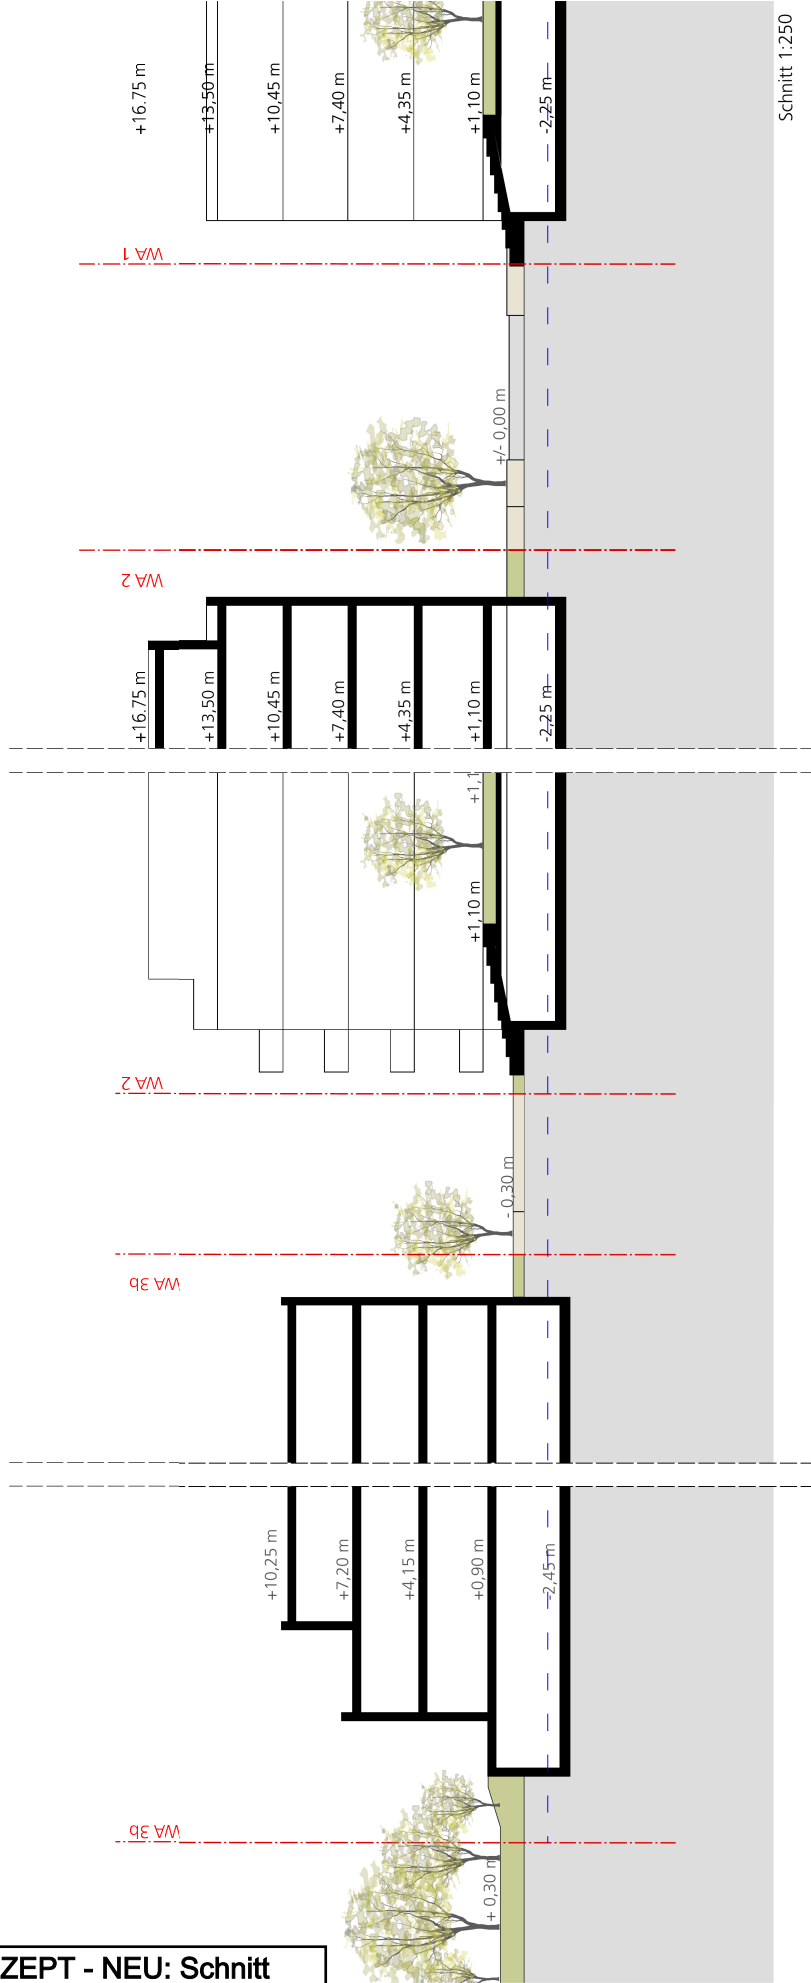 Schnitt 1:250
+16.75 m
+13,50 m
+10,45 m
+7,40 m
+4,35 m
+1,10 m
-2,25 m
WA 1
+/- 0,00 m
WA 2
+16.75 m
+13,50 m
+10,45 m
+7,40 m
+4,35 m
+1,10 m
-2,25 m
+1,1
+1,10 m
WA 2
- 0,30 m
WA 3b
+10,25 m
+7,20 m
+4,15 m
+0,90 m
-2,45 m
WA 3b
+ 0,30 m
ZEPT - NEU: Schnitt